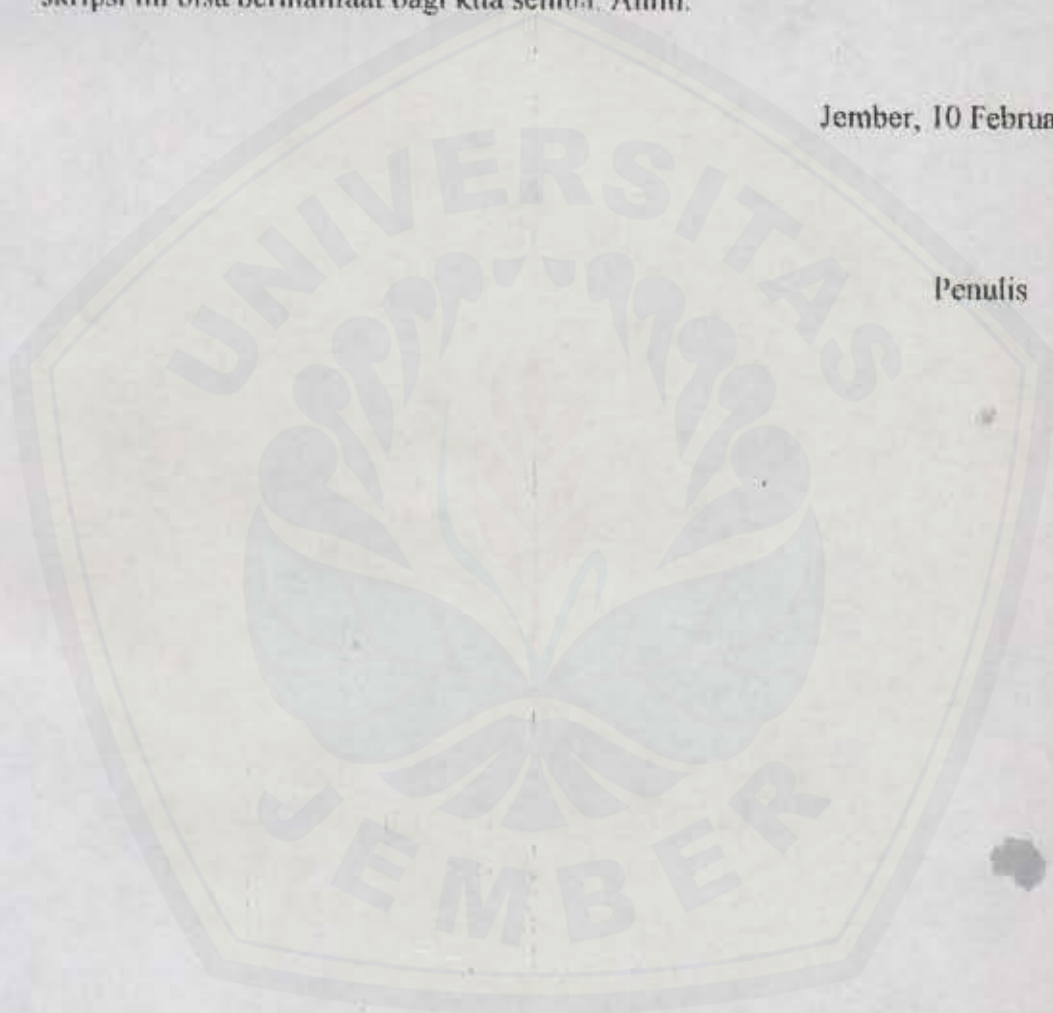 skripsi ini bisa bermanfaat bagi kita semua. Amin.
Jember, 10 Februa
Penulis
UNIVERSITAS
JEMBER